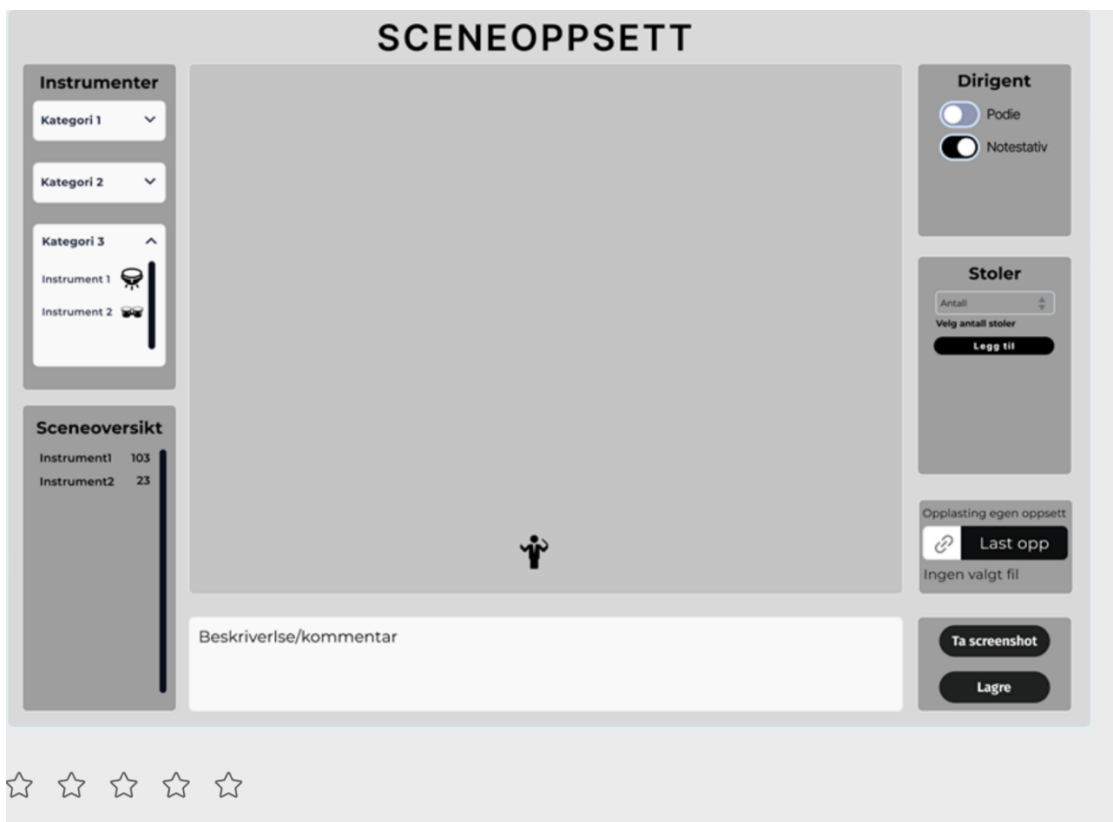 SCENEOPPSETT
Instrumenter
Kategori 1
Kategori 2
Kategori 3
Instrument 1
Instrument 2
Sceneoversikt
Instrument1 103
Instrument2 23
Beskriverlse/kommentar
Dirigent
Podie
Notestativ
Stoler
Antall
Velg antall stoler
Legg til
Opplasting egen oppsett
Last opp
Ingen valgt fil
Ta screenshot
Lagre